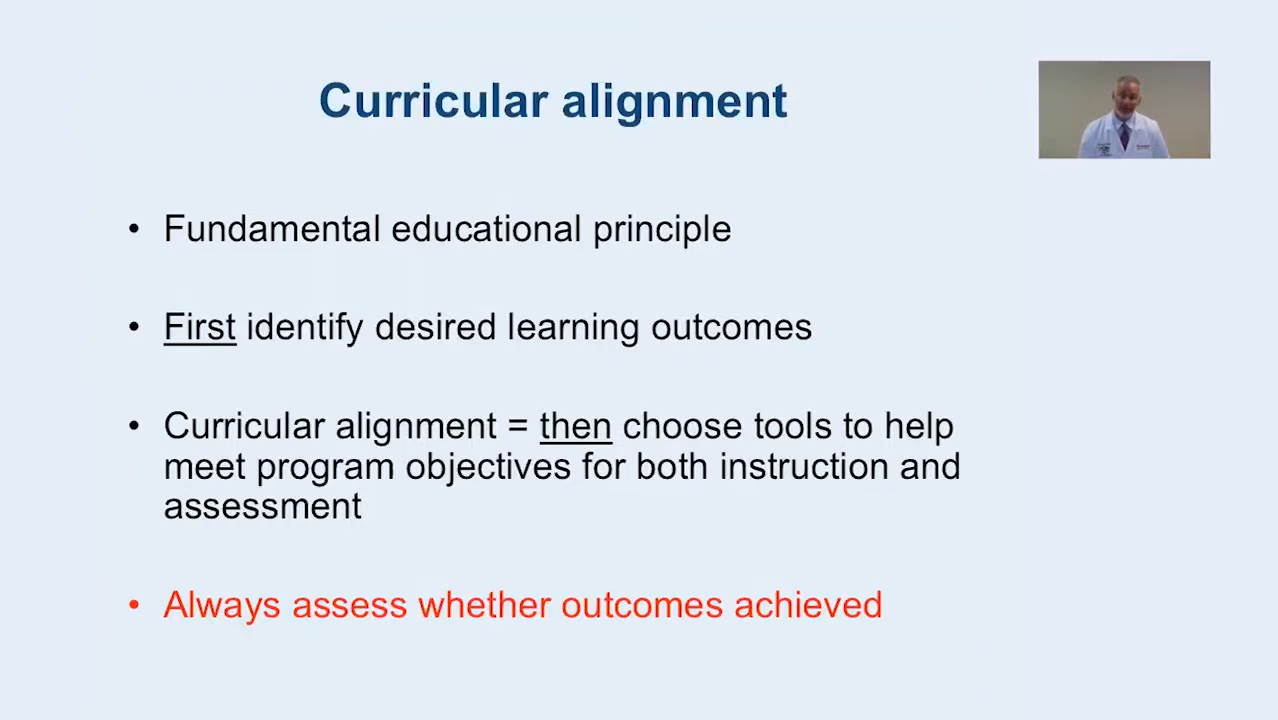 Curricular alignment
• Fundamental educational principle
• First identify desired learning outcomes
• Curricular alignment = then choose tools to help
meet program objectives for both instruction and
assessment
• Always assess whether outcomes achieved